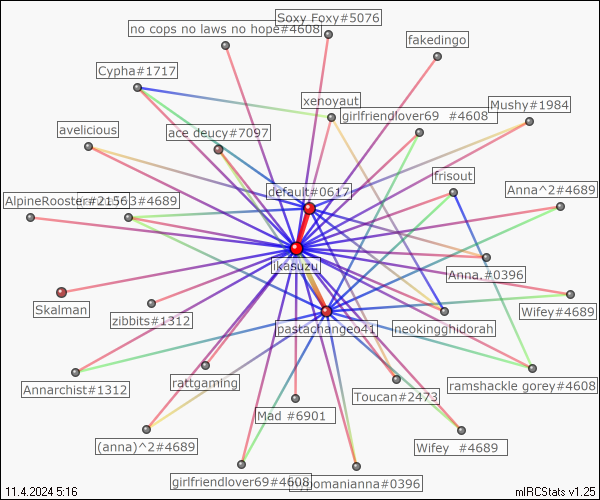 Soxy Foxy#5076
no cops no laws no hope#4608
fakedingo
Cypha#1717
xenoyaut
Mushy#1984
girlfriendlover69 #4608
avelicious
ace deucy#7097
frisout
default#0617
Anna^2#4689
AlpineRooster#2156
3#4689
ikasuzu
Anna,#0396
Skalman
Wifey#4689
zibbits#1312
pastachangeo41
neokingghidorah
Annarchist#1312
rattgaming
ramshackle gorey#4608
Toucan#2473
Mad #6901
(anna)^2#4689
Wifey #4689
girlfriendlover69#4608
pomanianna#0396
11.4.2024 5:16
mIRCStats v1.25